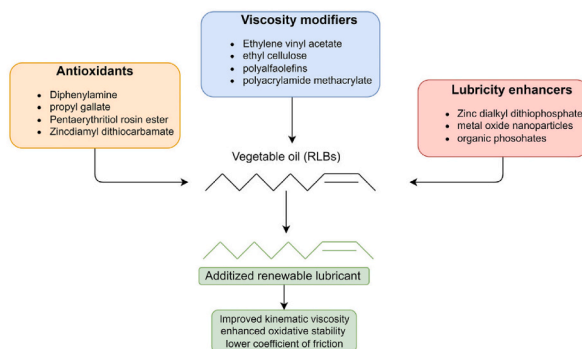 Viscosity modifiers
Ethylene vinyl acetate
ethyl cellulose
polyalfaolefins
polyacrylamide methacrylate
Antioxidants
Diphenylamine
propyl gallate
Pentaerythritiol rosin ester
Zincdiamyl dithiocarbamate
Lubricity enhancers
Zinc dialkyl dithiophosphate
metal oxide nanoparticles
organic phosohates
Vegetable oil (RLBs)
Additized renewable lubricant
Improved kinematic viscosity
enhanced oxidative stability
lower coefficient of friction